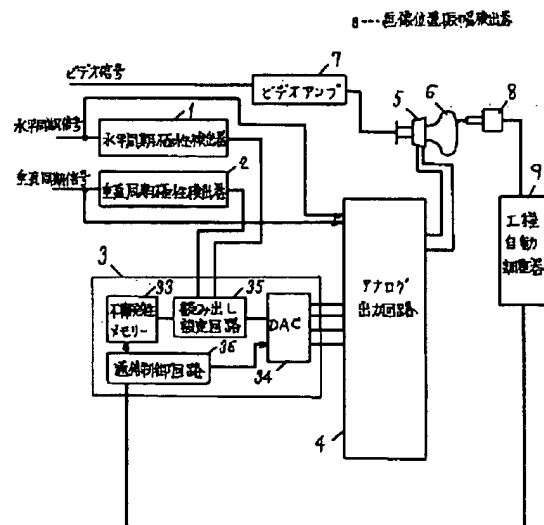 8---画像位置振幅検出器
7
ビデオ信号
ビデオアンプ
5
6
8
1
水平同期信号
水平同期極性検出器
2
垂直同期信号
垂直同期極性検出器
9
工程
自動
調整器
3
33
35
不揮発性
メモリー
読み出し
設定回路
DAC
アナログ
出力回路
36
通信制御回路
34
4